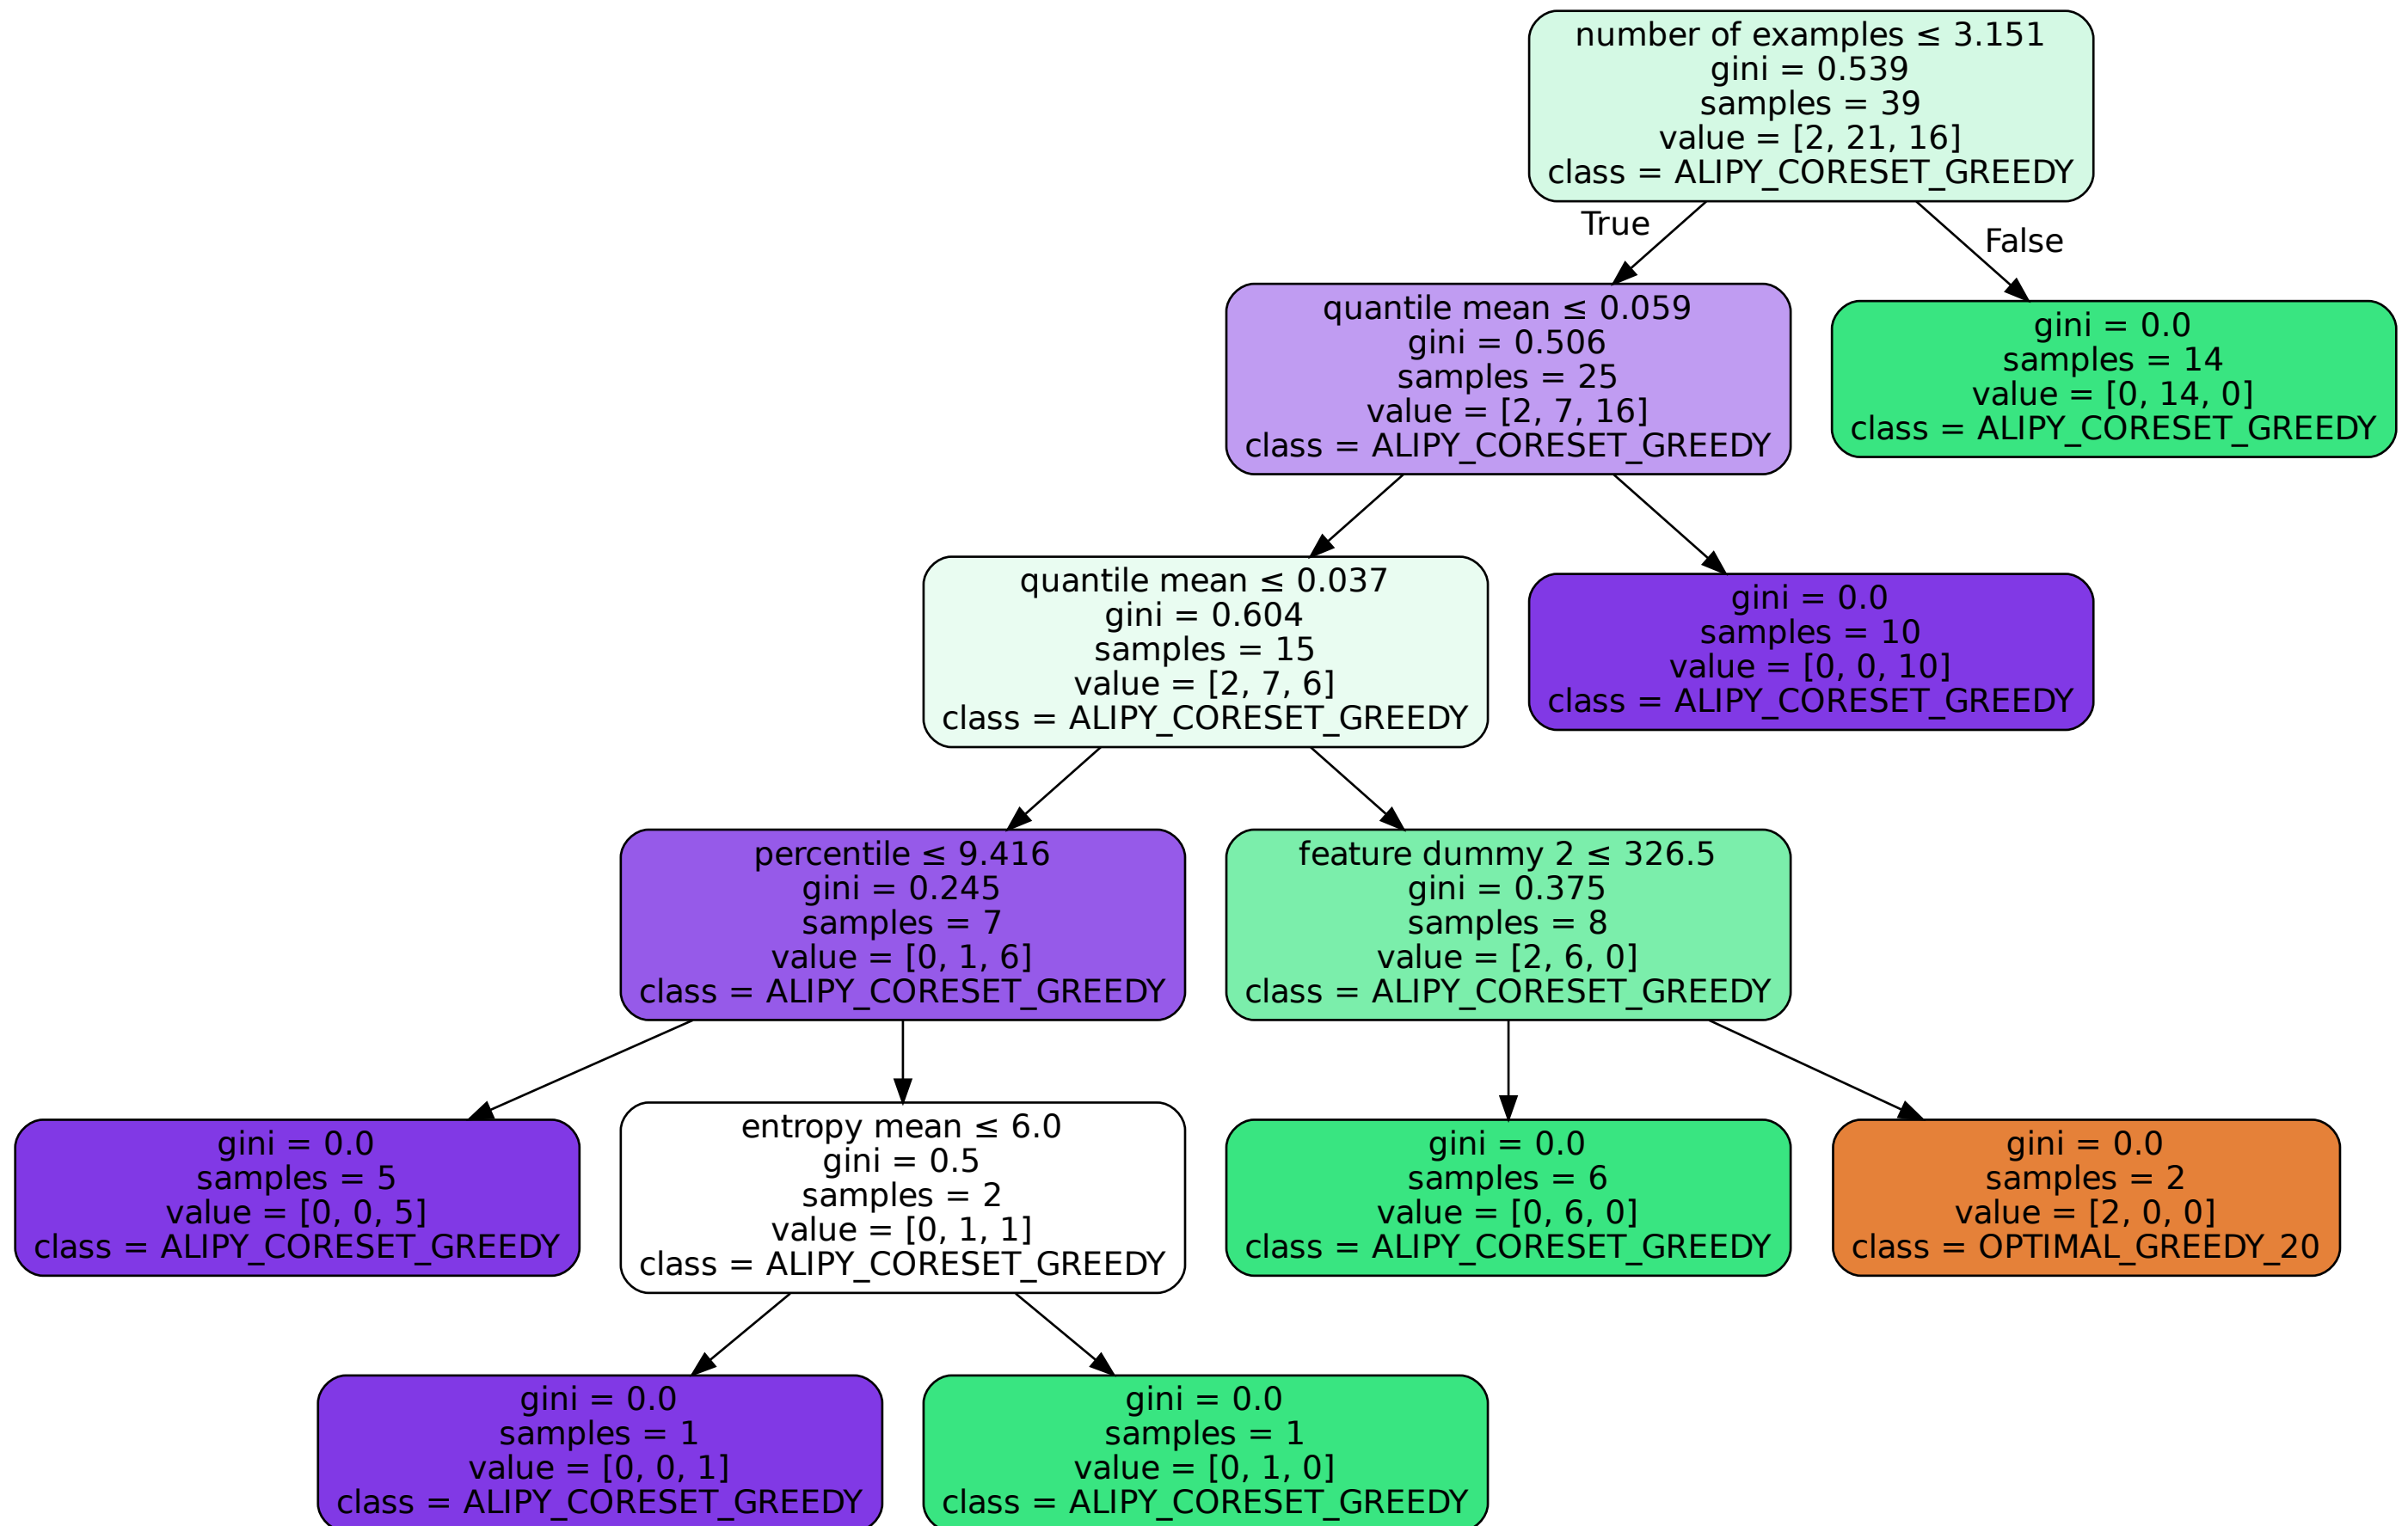 number of examples ≤ 3.151
gini = 0.539
samples = 39
value = [2, 21, 16]
class = ALIPY_CORESET_GREEDY
True
False
quantile mean ≤ 0.059
gini = 0.506
samples = 25
value = [2, 7, 16]
class = ALIPY_CORESET_GREEDY
gini = 0.0
samples = 14
value = [0, 14, 0]
class = ALIPY_CORESET_GREEDY
quantile mean ≤ 0.037
gini = 0.604
samples = 15
value = [2, 7, 6]
class = ALIPY_CORESET_GREEDY
gini = 0.0
samples = 10
value = [0, 0, 10]
class = ALIPY_CORESET_GREEDY
percentile ≤ 9.416
gini = 0.245
samples = 7
value = [0, 1, 6]
class = ALIPY_CORESET_GREEDY
feature dummy 2 ≤ 326.5
gini = 0.375
samples = 8
value = [2, 6, 0]
class = ALIPY_CORESET_GREEDY
gini = 0.0
samples = 5
value = [0, 0, 5]
class = ALIPY_CORESET_GREEDY
entropy mean ≤ 6.0
gini = 0.5
samples = 2
value = [0, 1, 1]
class = ALIPY_CORESET_GREEDY
gini = 0.0
samples = 6
value = [0, 6, 0]
class = ALIPY_CORESET_GREEDY
gini = 0.0
samples = 2
value = [2, 0, 0]
class = OPTIMAL_GREEDY_20
gini = 0.0
samples = 1
value = [0, 0, 1]
class = ALIPY_CORESET_GREEDY
gini = 0.0
samples = 1
value = [0, 1, 0]
class = ALIPY_CORESET_GREEDY